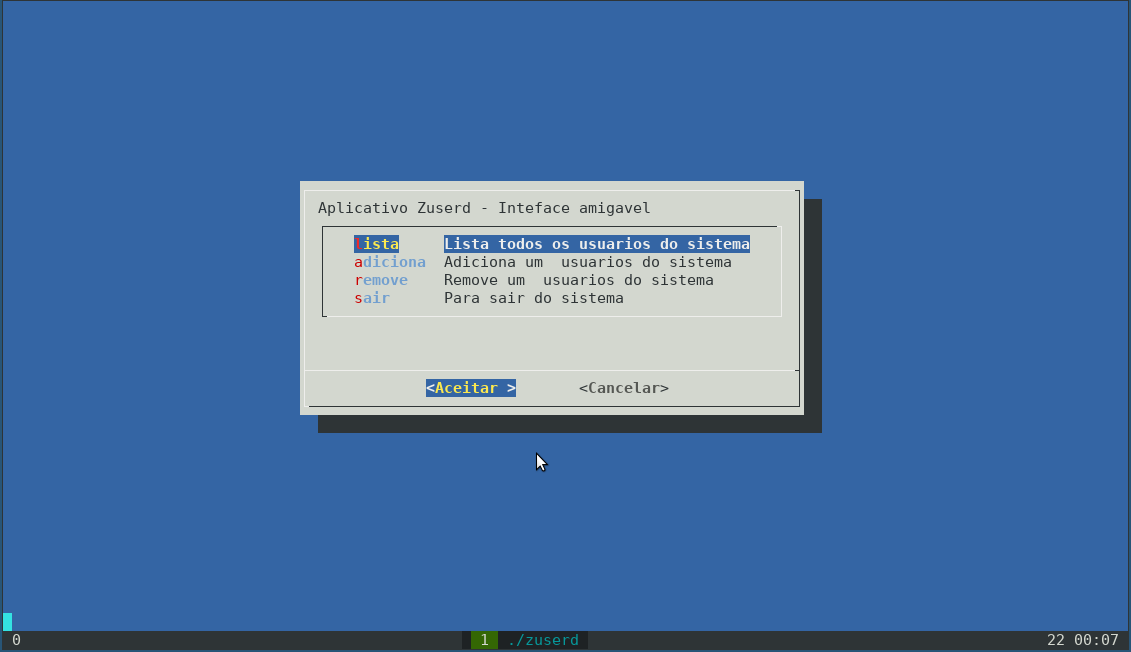 Aplicativo Zuserd - Inteface amigavel
lista Lista todos os usuarios do sistema
adiciona Adiciona um usuarios do sistema
remove Remove um usuarios do sistema
sair Para sair do sistema
<Aceitar > <Cancelar>
0 1 ./zuserd 22 00:07